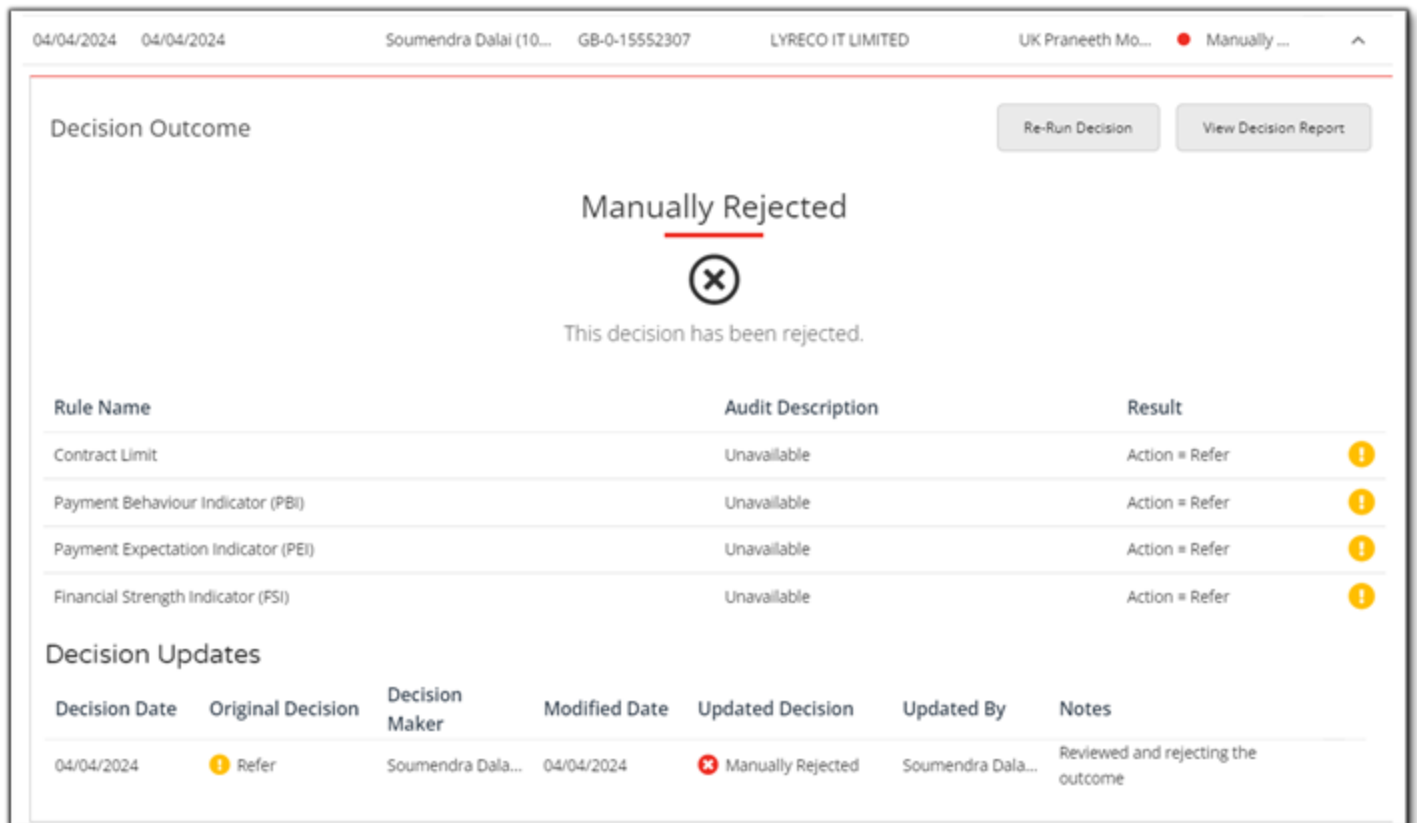 04/04/2024 04/04/2024 Soumendra Dalai (10... GB-0-15552307 LYRECO IT LIMITED UK Praneeth Mo... Manually ...
Decision Outcome Re-Run Decision View Decision Report
Manually Rejected
This decision has been rejected.
Rule Name Audit Description Result
Contract Limit Unavailable Action = Refer
Payment Behaviour Indicator (PBI) Unavailable Action = Refer
Payment Expectation Indicator (PEI) Unavailable Action = Refer
Financial Strength Indicator (FSI) Unavailable Action = Refer
Decision Updates
Decision Date Original Decision Decision Maker Modified Date Updated Decision Updated By Notes
04/04/2024 Refer Soumendra Dala... 04/04/2024 Manually Rejected Soumendra Dala... Reviewed and rejecting the
outcome